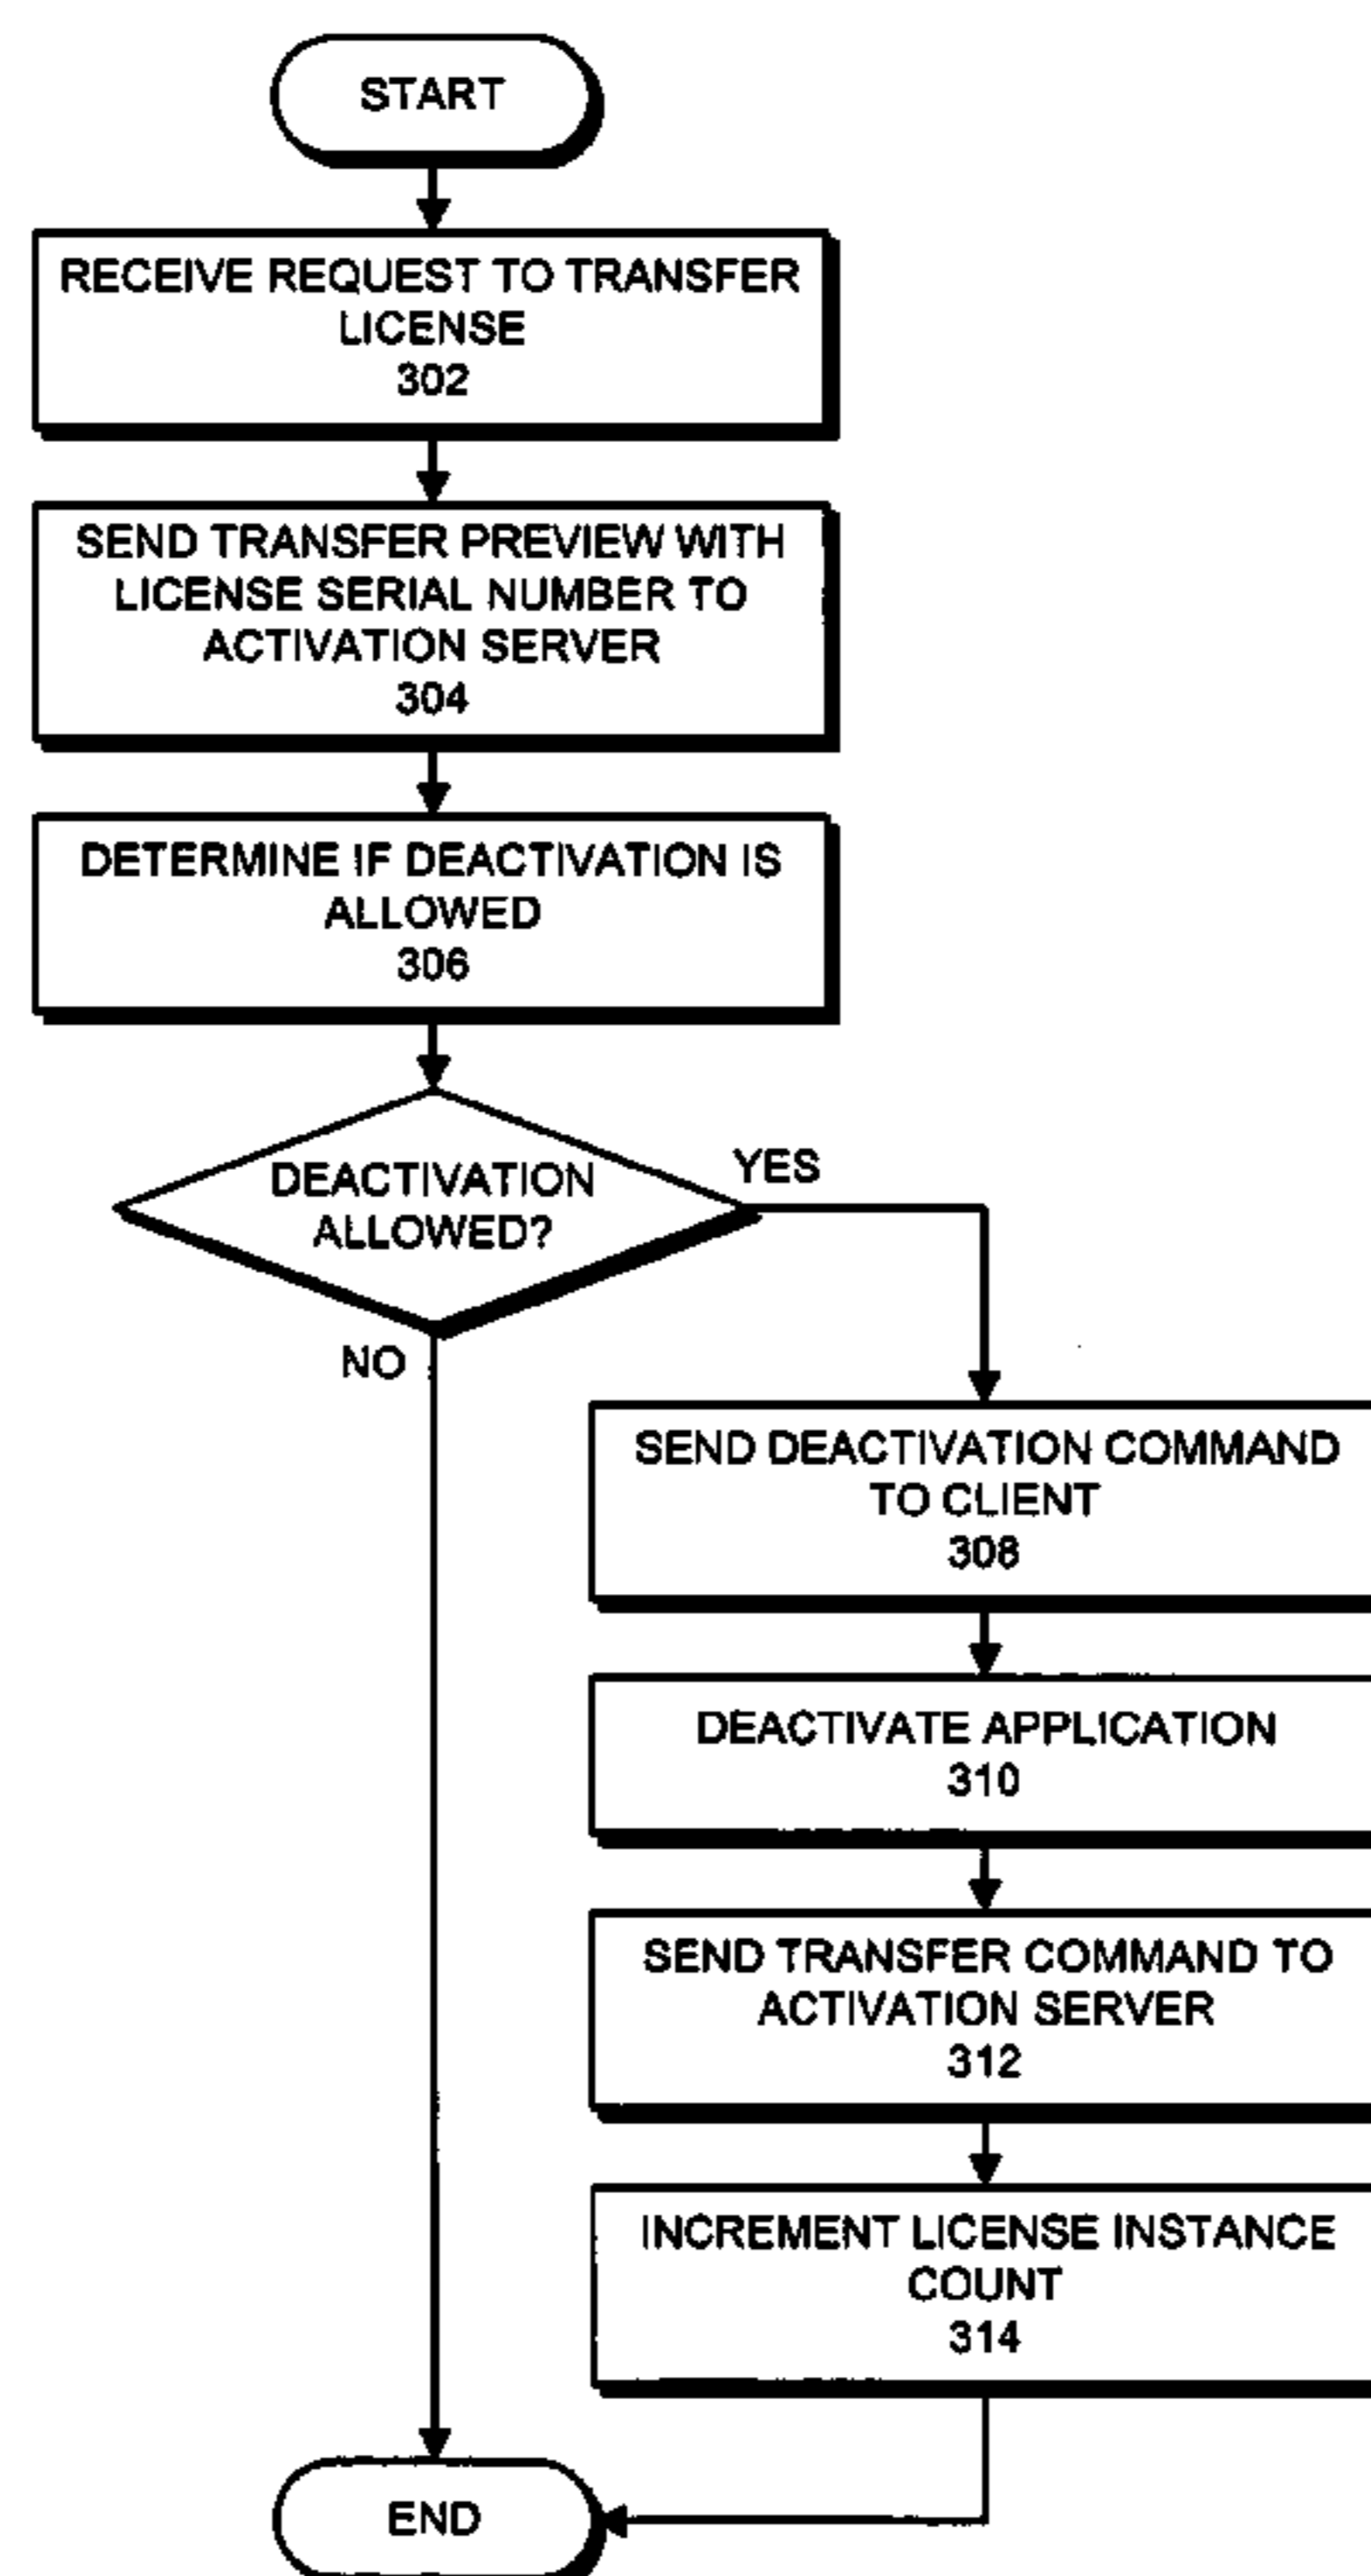 START
RECEIVE REQUEST TO TRANSFER
LICENSE
302
SEND TRANSFER PREVIEW WITH
LICENSE SERIAL NUMBER TO
ACTIVATION SERVER
304
DETERMINE IF DEACTIVATION IS
ALLOWED
306
DEACTIVATION
ALLOWED?
YES
NO
SEND DEACTIVATION COMMAND
TO CLIENT
308
DEACTIVATE APPLICATION
310
SEND TRANSFER COMMAND TO
ACTIVATION SERVER
312
INCREMENT LICENSE INSTANCE
COUNT
314
END